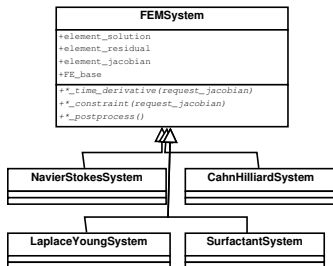 FEMSystem
+element_solution
+element_residual
+element_jacobian
+FE_base
+*_time_derivative(request_jacobian)
+*_constraint(request_jacobian)
+*_postprocess()
NavierStokesSystem
CahnHilliardSystem
LaplaceYoungSystem
SurfactantSystem